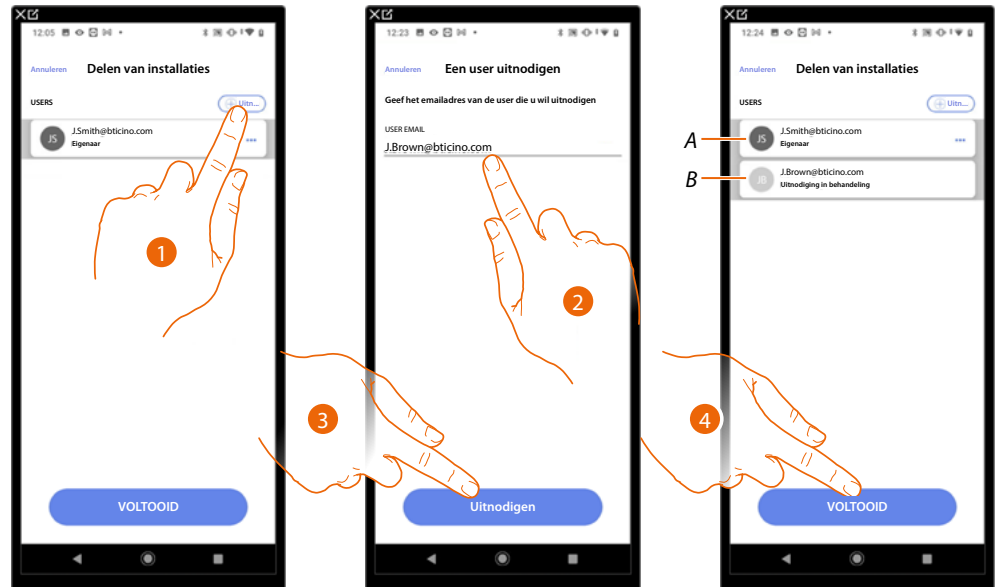 12:05
Annuleren Delen van installaties
USERS
Uitn...
JS
J.Smith@bticino.com
Eigenaar
1
VOLTOOID
12:23
Annuleren Een user uitnodigen
Geef het emailadres van de user die u wil uitnodigen
USER EMAIL
J.Brown@bticino.com
2
3
Uitnodigen
12:24
Annuleren Delen van installaties
USERS
Uitn...
A
JS
J.Smith@bticino.com
Eigenaar
B
JB
J.Brown@bticino.com
Uitnodiging in behandeling
4
VOLTOOID